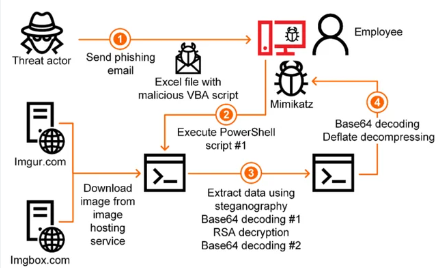 1
Threat actor
Send phishing
email
Employee
Excel file with
malicious VBA script
Mimikatz
2
Execute PowerShell
script #1
4
Base64 decoding
Deflate decompressing
Imgur.com
Download
image from
image
hosting
service
3
Extract data using
steganography
Base64 decoding #1
RSA decryption
Base64 decoding #2
Imgbox.com